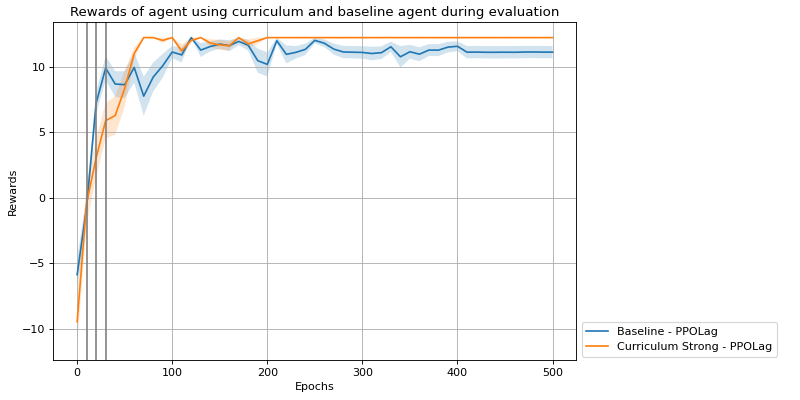 Rewards of agent using curriculum and baseline agent during evaluation
10
5
0
−5
−10
Rewards
0
100
200
300
400
500
Epochs
Baseline - PPOLag
Curriculum Strong - PPOLag